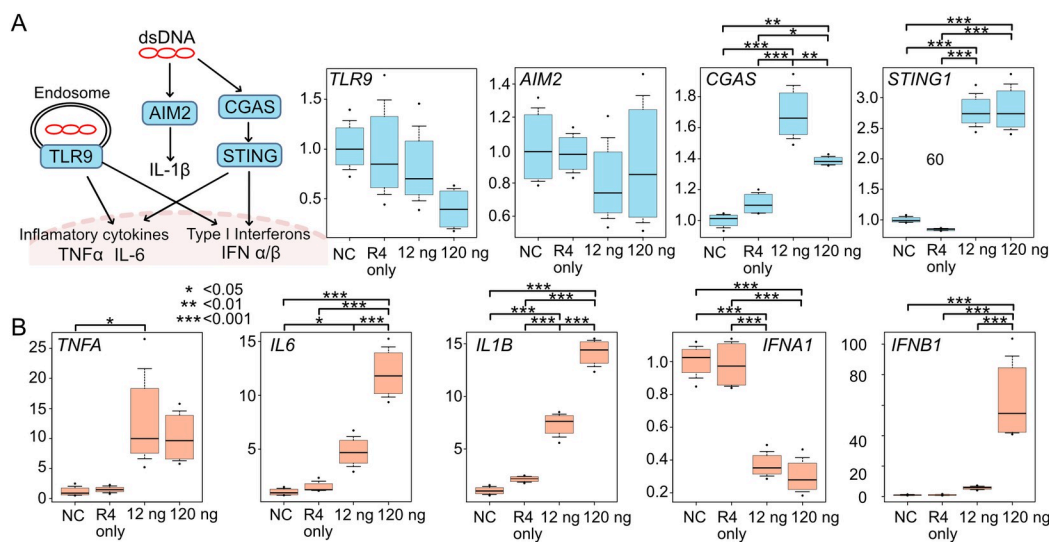 A
dsDNA
Endosome
AIM2
CGAS
TLR9
IL-1β
STING
Inflamatory cytokines
TNFα IL-6
Type I Interferons
IFN α/β
TLR9
1.5
1.0
0.5
NC R4 only 12 ng 120 ng
AIM2
1.2
1.0
0.8
0.6
NC R4 only 12 ng 120 ng
** 
*
***
*** **
CGAS
1.8
1.6
1.4
1.2
1.0
NC R4 only 12 ng 120 ng
***
***
***
***
STING1
3.0
2.5
2.0
1.5
1.0
60
NC R4 only 12 ng 120 ng
* <0.05
** <0.01
*** <0.001
B
*
TNFA
25
20
15
10
5
0
NC R4 only 12 ng 120 ng
***
***
* ***
IL6
15
10
5
NC R4 only 12 ng 120 ng
***
***
***
*** ***
IL1B
15
10
5
NC R4 only 12 ng 120 ng
***
***
***
***
IFNA1
1.0
0.8
0.6
0.4
0.2
NC R4 only 12 ng 120 ng
***
***
***
IFNB1
100
80
60
40
20
0
NC R4 only 12 ng 120 ng